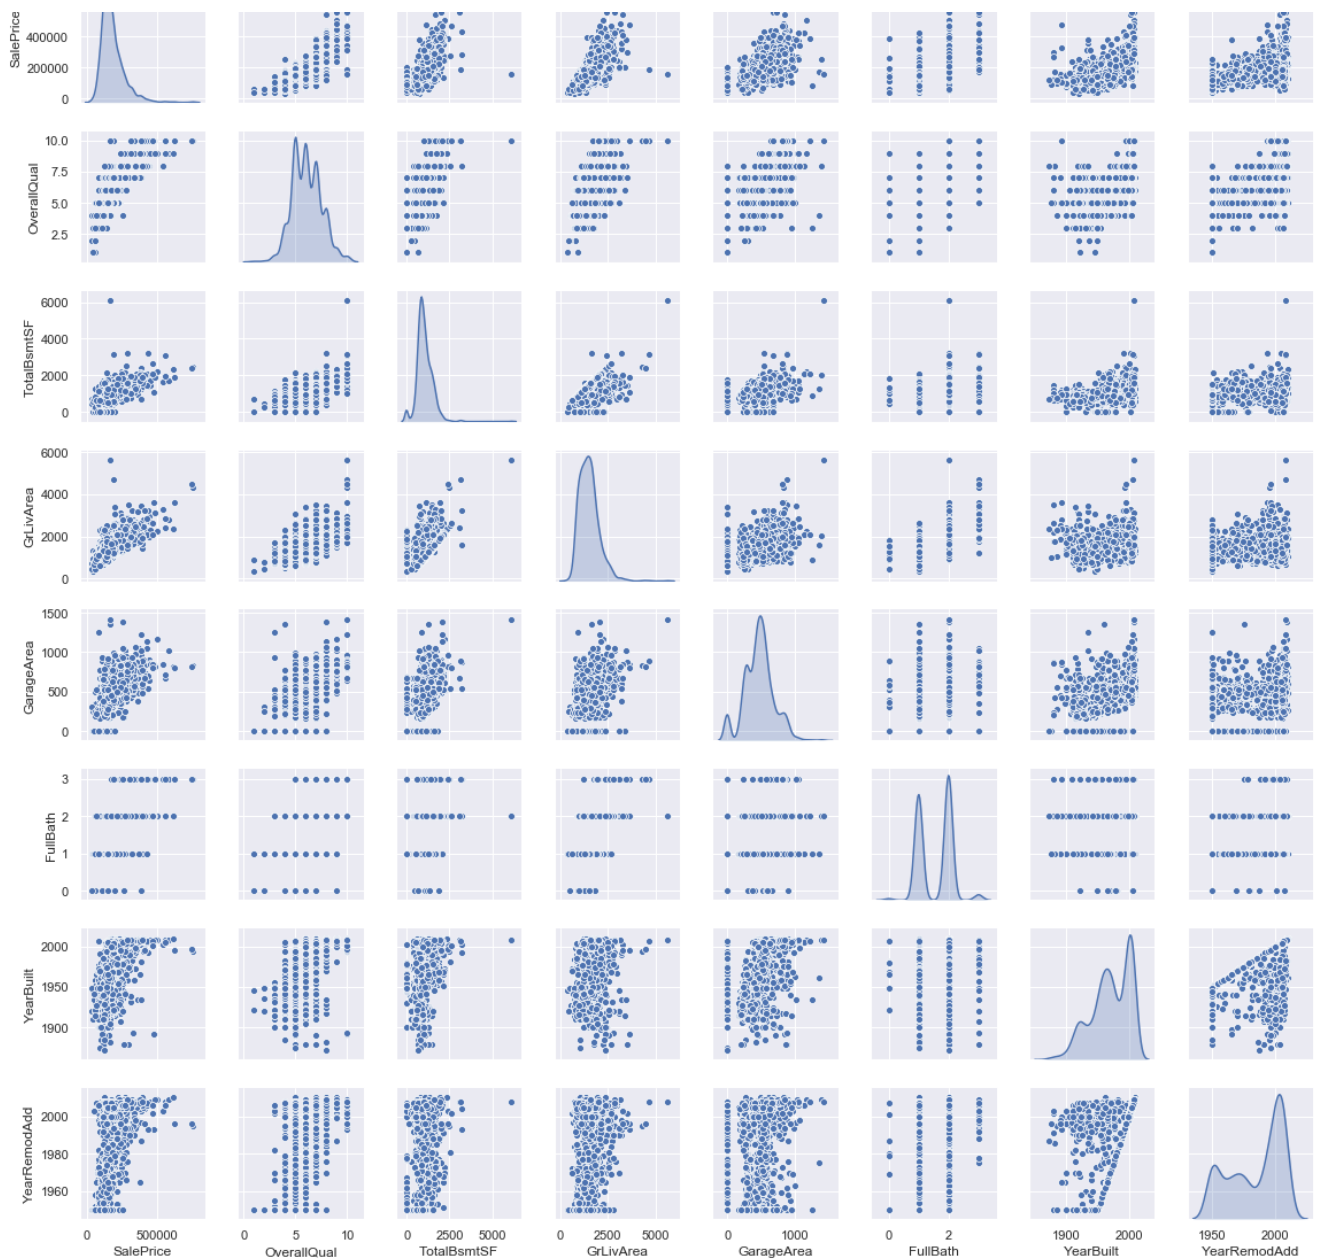 SalePrice
400000
200000
0
OverallQual
10.0
7.5
5.0
2.5
TotalBsmtSF
6000
4000
2000
0
GrLivArea
6000
4000
2000
0
GarageArea
1500
1000
500
0
FullBath
3
2
1
0
YearBuilt
2000
1950
1900
YearRemodAdd
2000
1980
1960
0 500000
SalePrice
0 5 10
OverallQual
0 2500 5000
TotalBsmtSF
0 2500 5000
GrLivArea
0 1000
GarageArea
0 2
FullBath
1900 2000
YearBuilt
1950 2000
YearRemodAdd